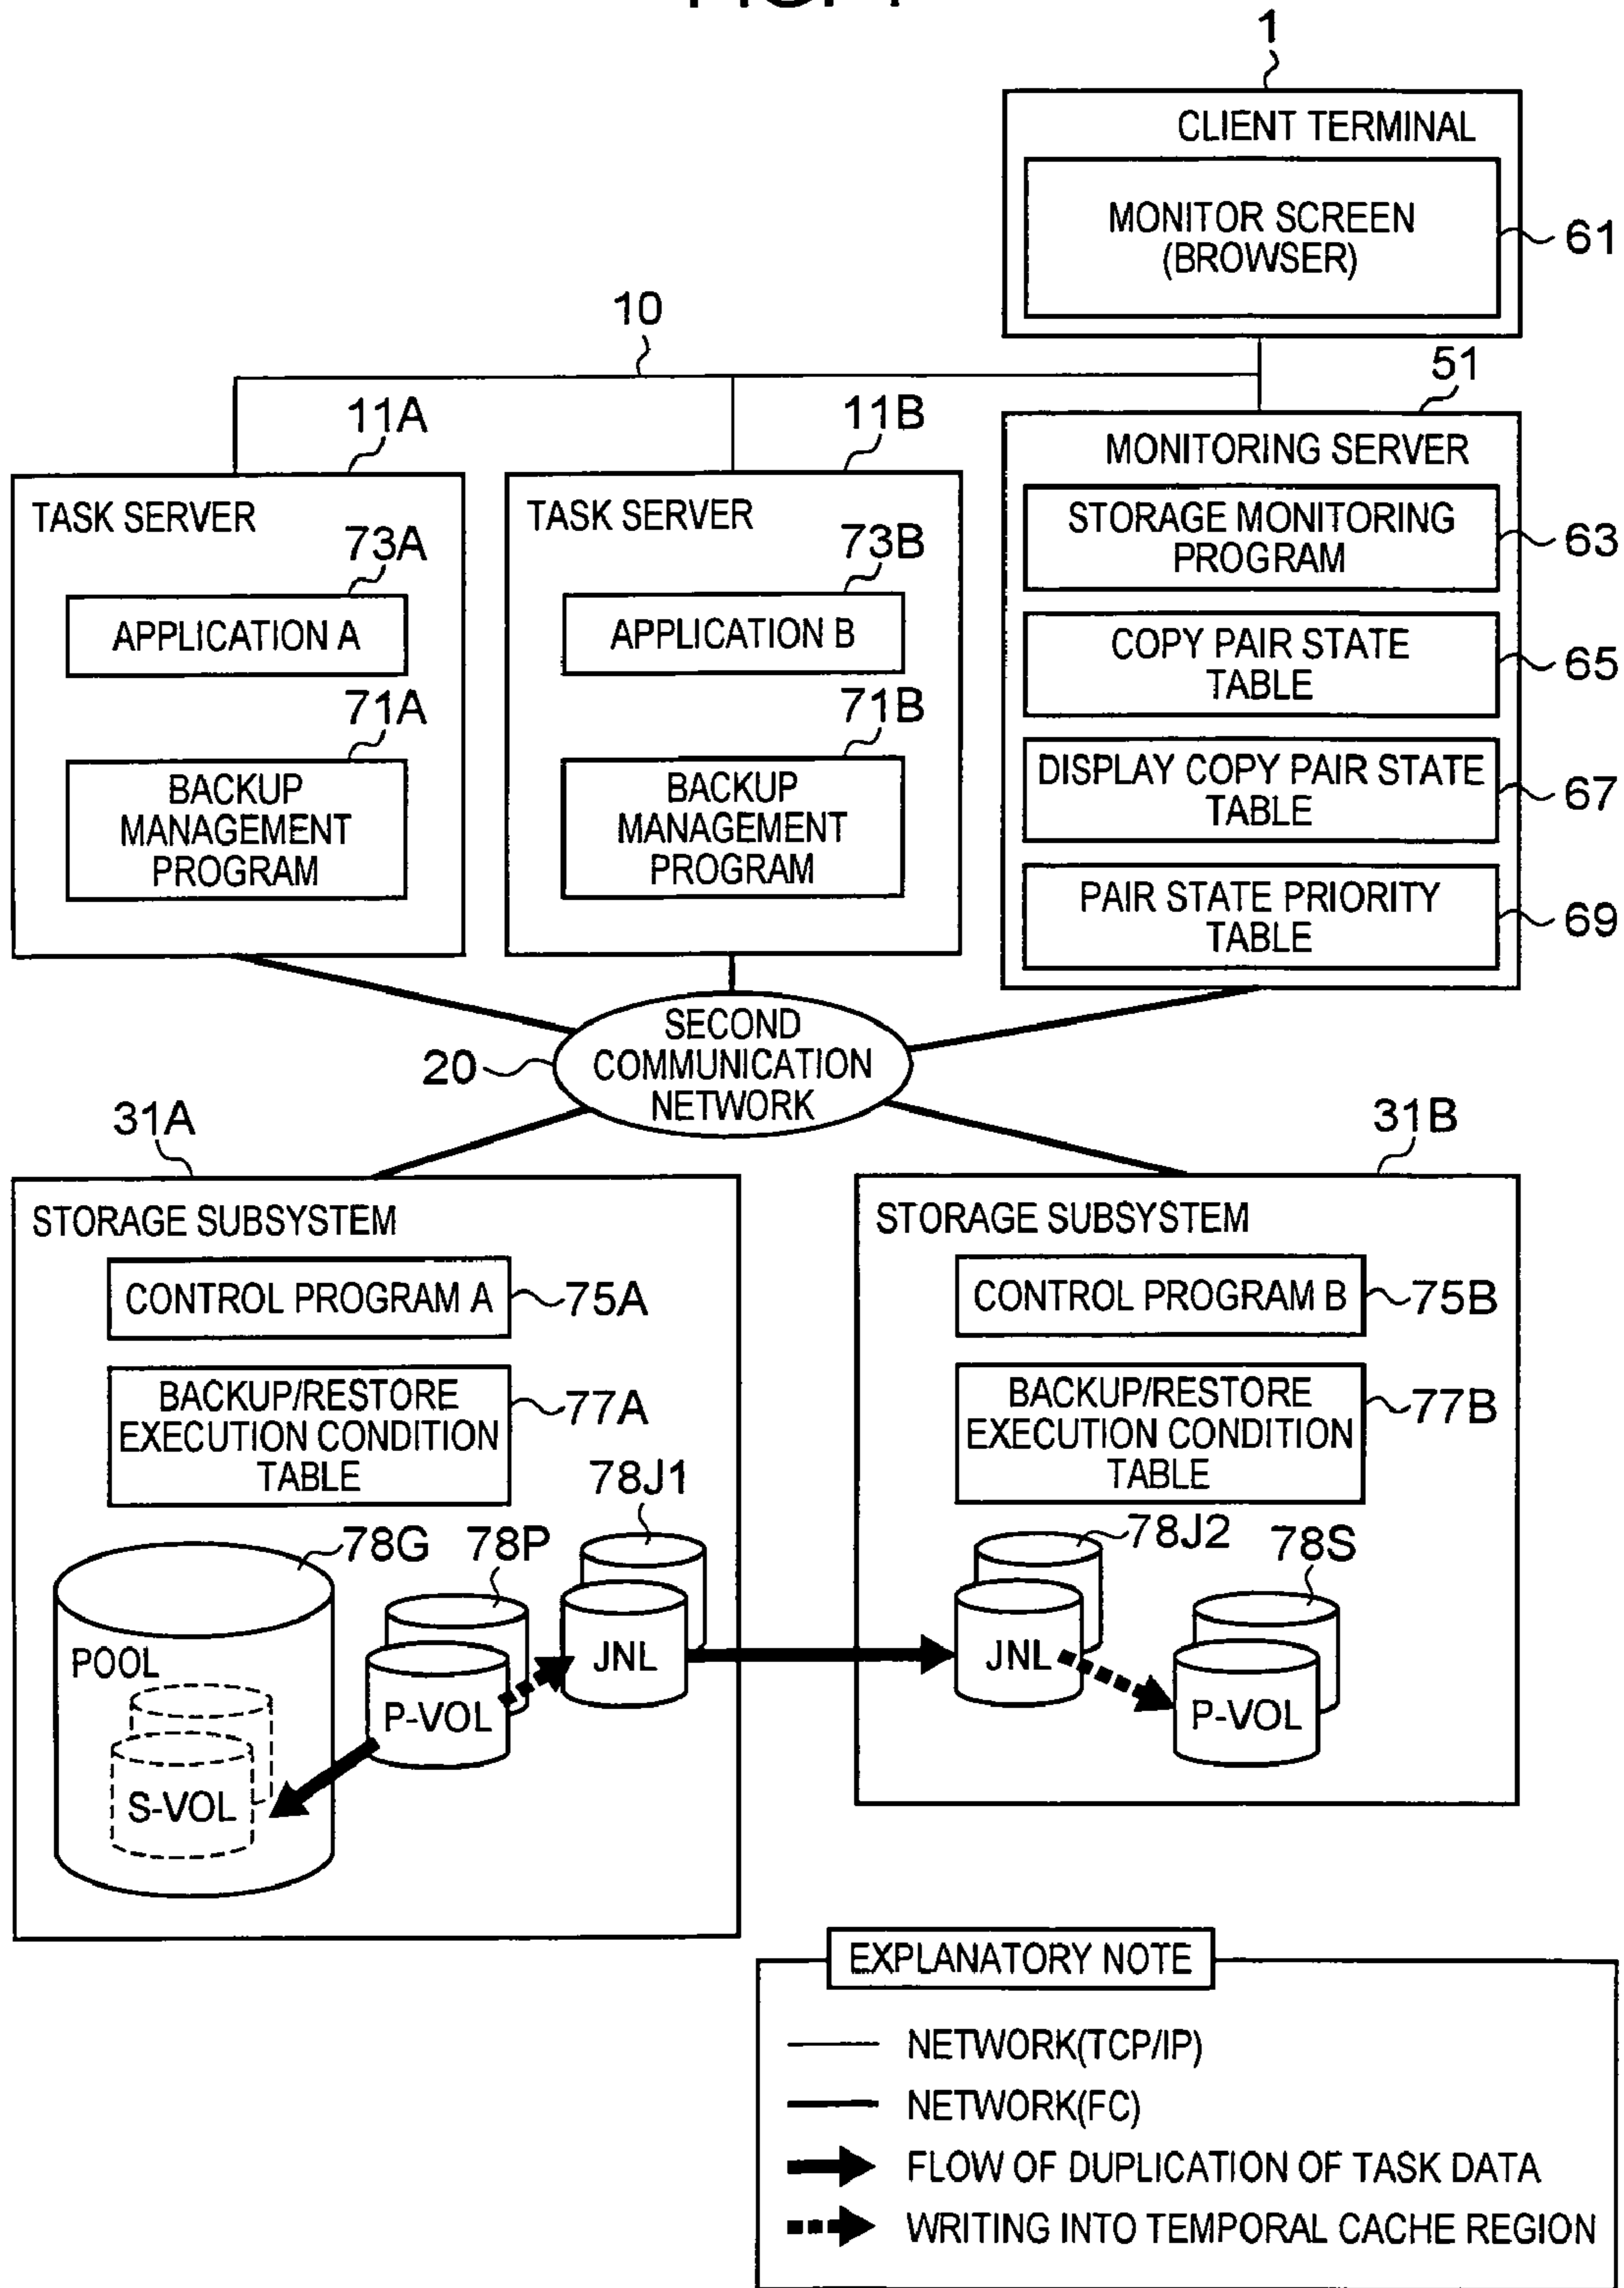 1
CLIENT TERMINAL
MONITOR SCREEN
(BROWSER)
61
10
51
11A
11B
MONITORING SERVER
TASK SERVER
TASK SERVER
STORAGE MONITORING
PROGRAM
63
73A
73B
APPLICATION A
APPLICATION B
COPY PAIR STATE
TABLE
65
71A
71B
BACKUP
MANAGEMENT
PROGRAM
BACKUP
MANAGEMENT
PROGRAM
DISPLAY COPY PAIR STATE
TABLE
67
PAIR STATE PRIORITY
TABLE
69
SECOND
COMMUNICATION
NETWORK
20
31A
31B
STORAGE SUBSYSTEM
CONTROL PROGRAM A
75A
BACKUP/RESTORE
EXECUTION CONDITION
TABLE
77A
78J1
78G
78P
POOL
JNL
P-VOL
S-VOL
STORAGE SUBSYSTEM
CONTROL PROGRAM B
75B
BACKUP/RESTORE
EXECUTION CONDITION
TABLE
77B
78J2
78S
JNL
P-VOL
EXPLANATORY NOTE
NETWORK(TCP/IP)
NETWORK(FC)
FLOW OF DUPLICATION OF TASK DATA
WRITING INTO TEMPORAL CACHE REGION